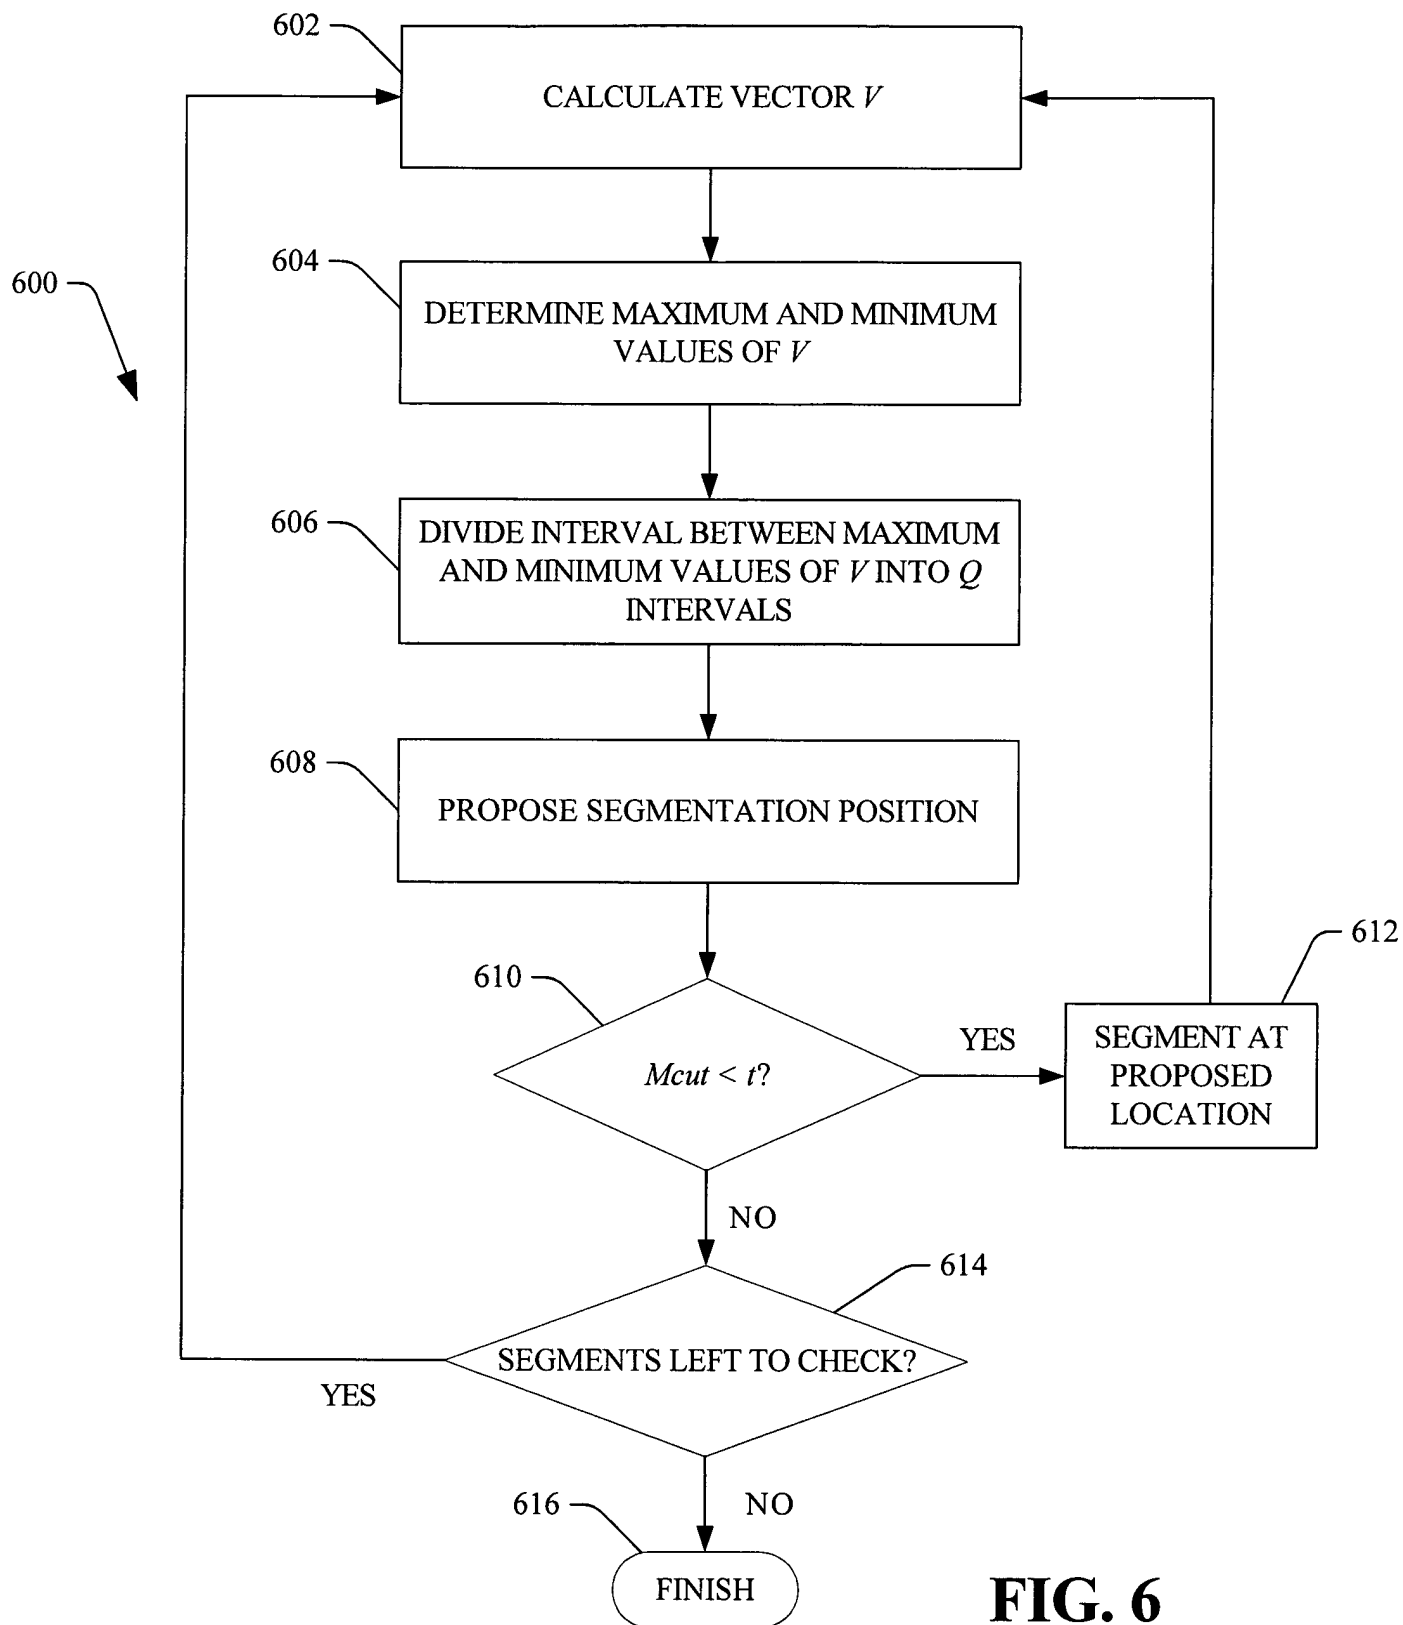 602
CALCULATE VECTOR V
604
600
DETERMINE MAXIMUM AND MINIMUM
VALUES OF V
606
DIVIDE INTERVAL BETWEEN MAXIMUM
AND MINIMUM VALUES OF V INTO Q
INTERVALS
608
PROPOSE SEGMENTATION POSITION
612
610
YES
SEGMENT AT
PROPOSED
LOCATION
Mcut < t?
NO
614
SEGMENTS LEFT TO CHECK?
YES
616
NO
FINISH
FIG. 6